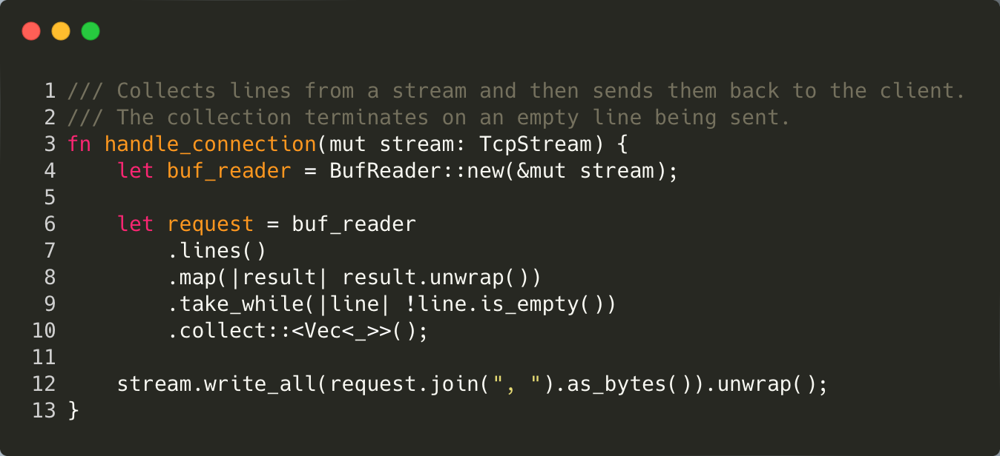 1 /// Collects lines from a stream and then sends them back to the client.
2 /// The collection terminates on an empty line being sent.
3 fn handle_connection(mut stream: TcpStream) {
4     let buf_reader = BufReader::new(&mut stream);
5
6     let request = buf_reader
7         .lines()
8         .map(|result| result.unwrap())
9         .take_while(|line| !line.is_empty())
10         .collect::<Vec<_>>();
11
12     stream.write_all(request.join(", ").as_bytes()).unwrap();
13 }